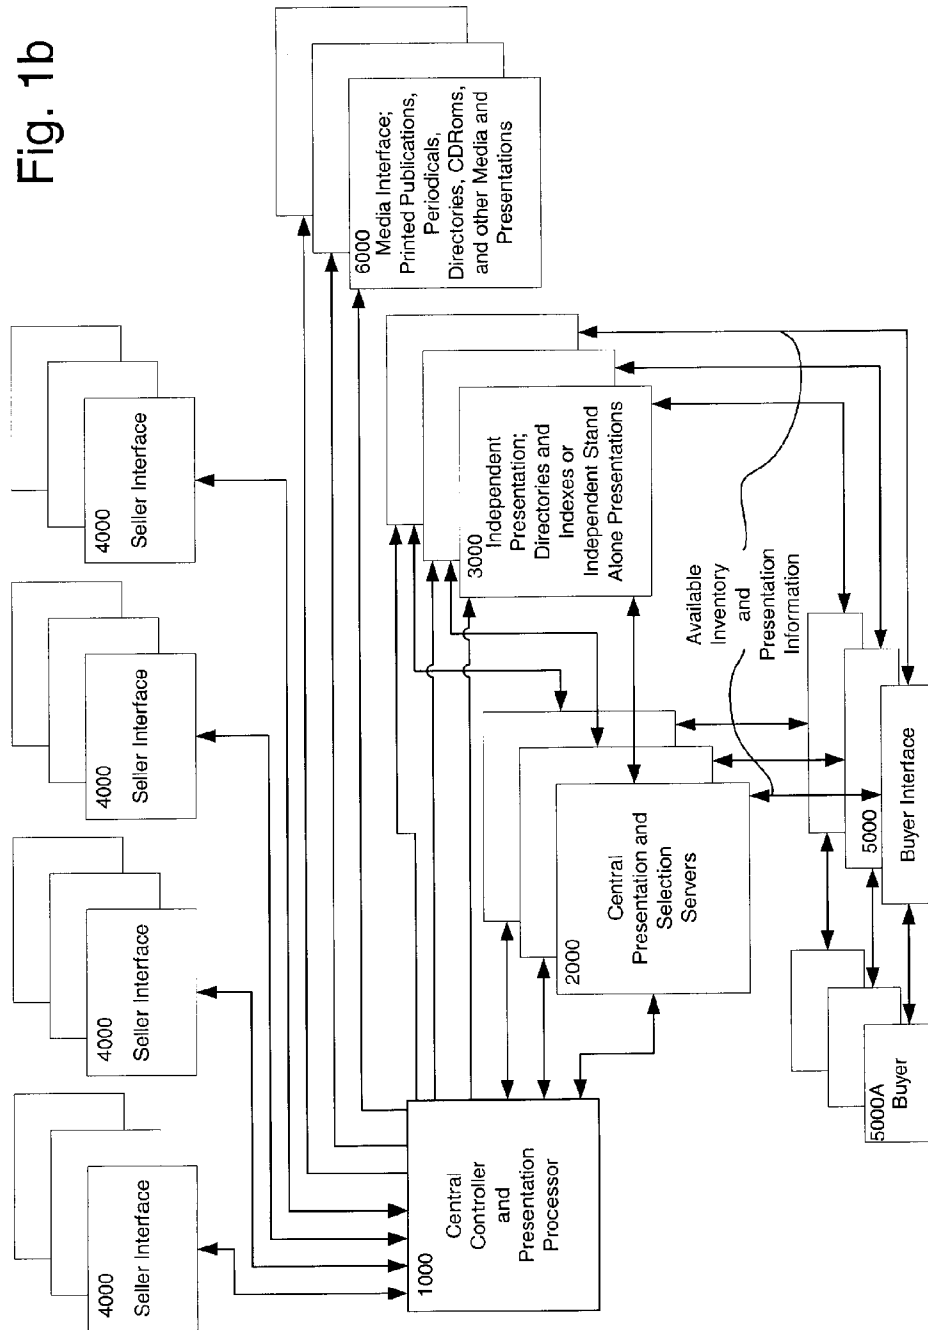 Fig. 1b
4000
Seller Interface
4000
Seller Interface
4000
Seller Interface
4000
Seller Interface
6000
Media Interface;
Printed Publications,
Periodicals,
Directories, CDRoms,
and other Media and
Presentations
3000
Independent
Presentation;
Directories and
Indexes or
Independent Stand
Alone Presentations
1000
Central
Controller
and
Presentation
Processor
2000
Central
Presentation and
Selection
Servers
Available
Inventory
and
Presentation
Information
5000
Buyer Interface
5000A
Buyer